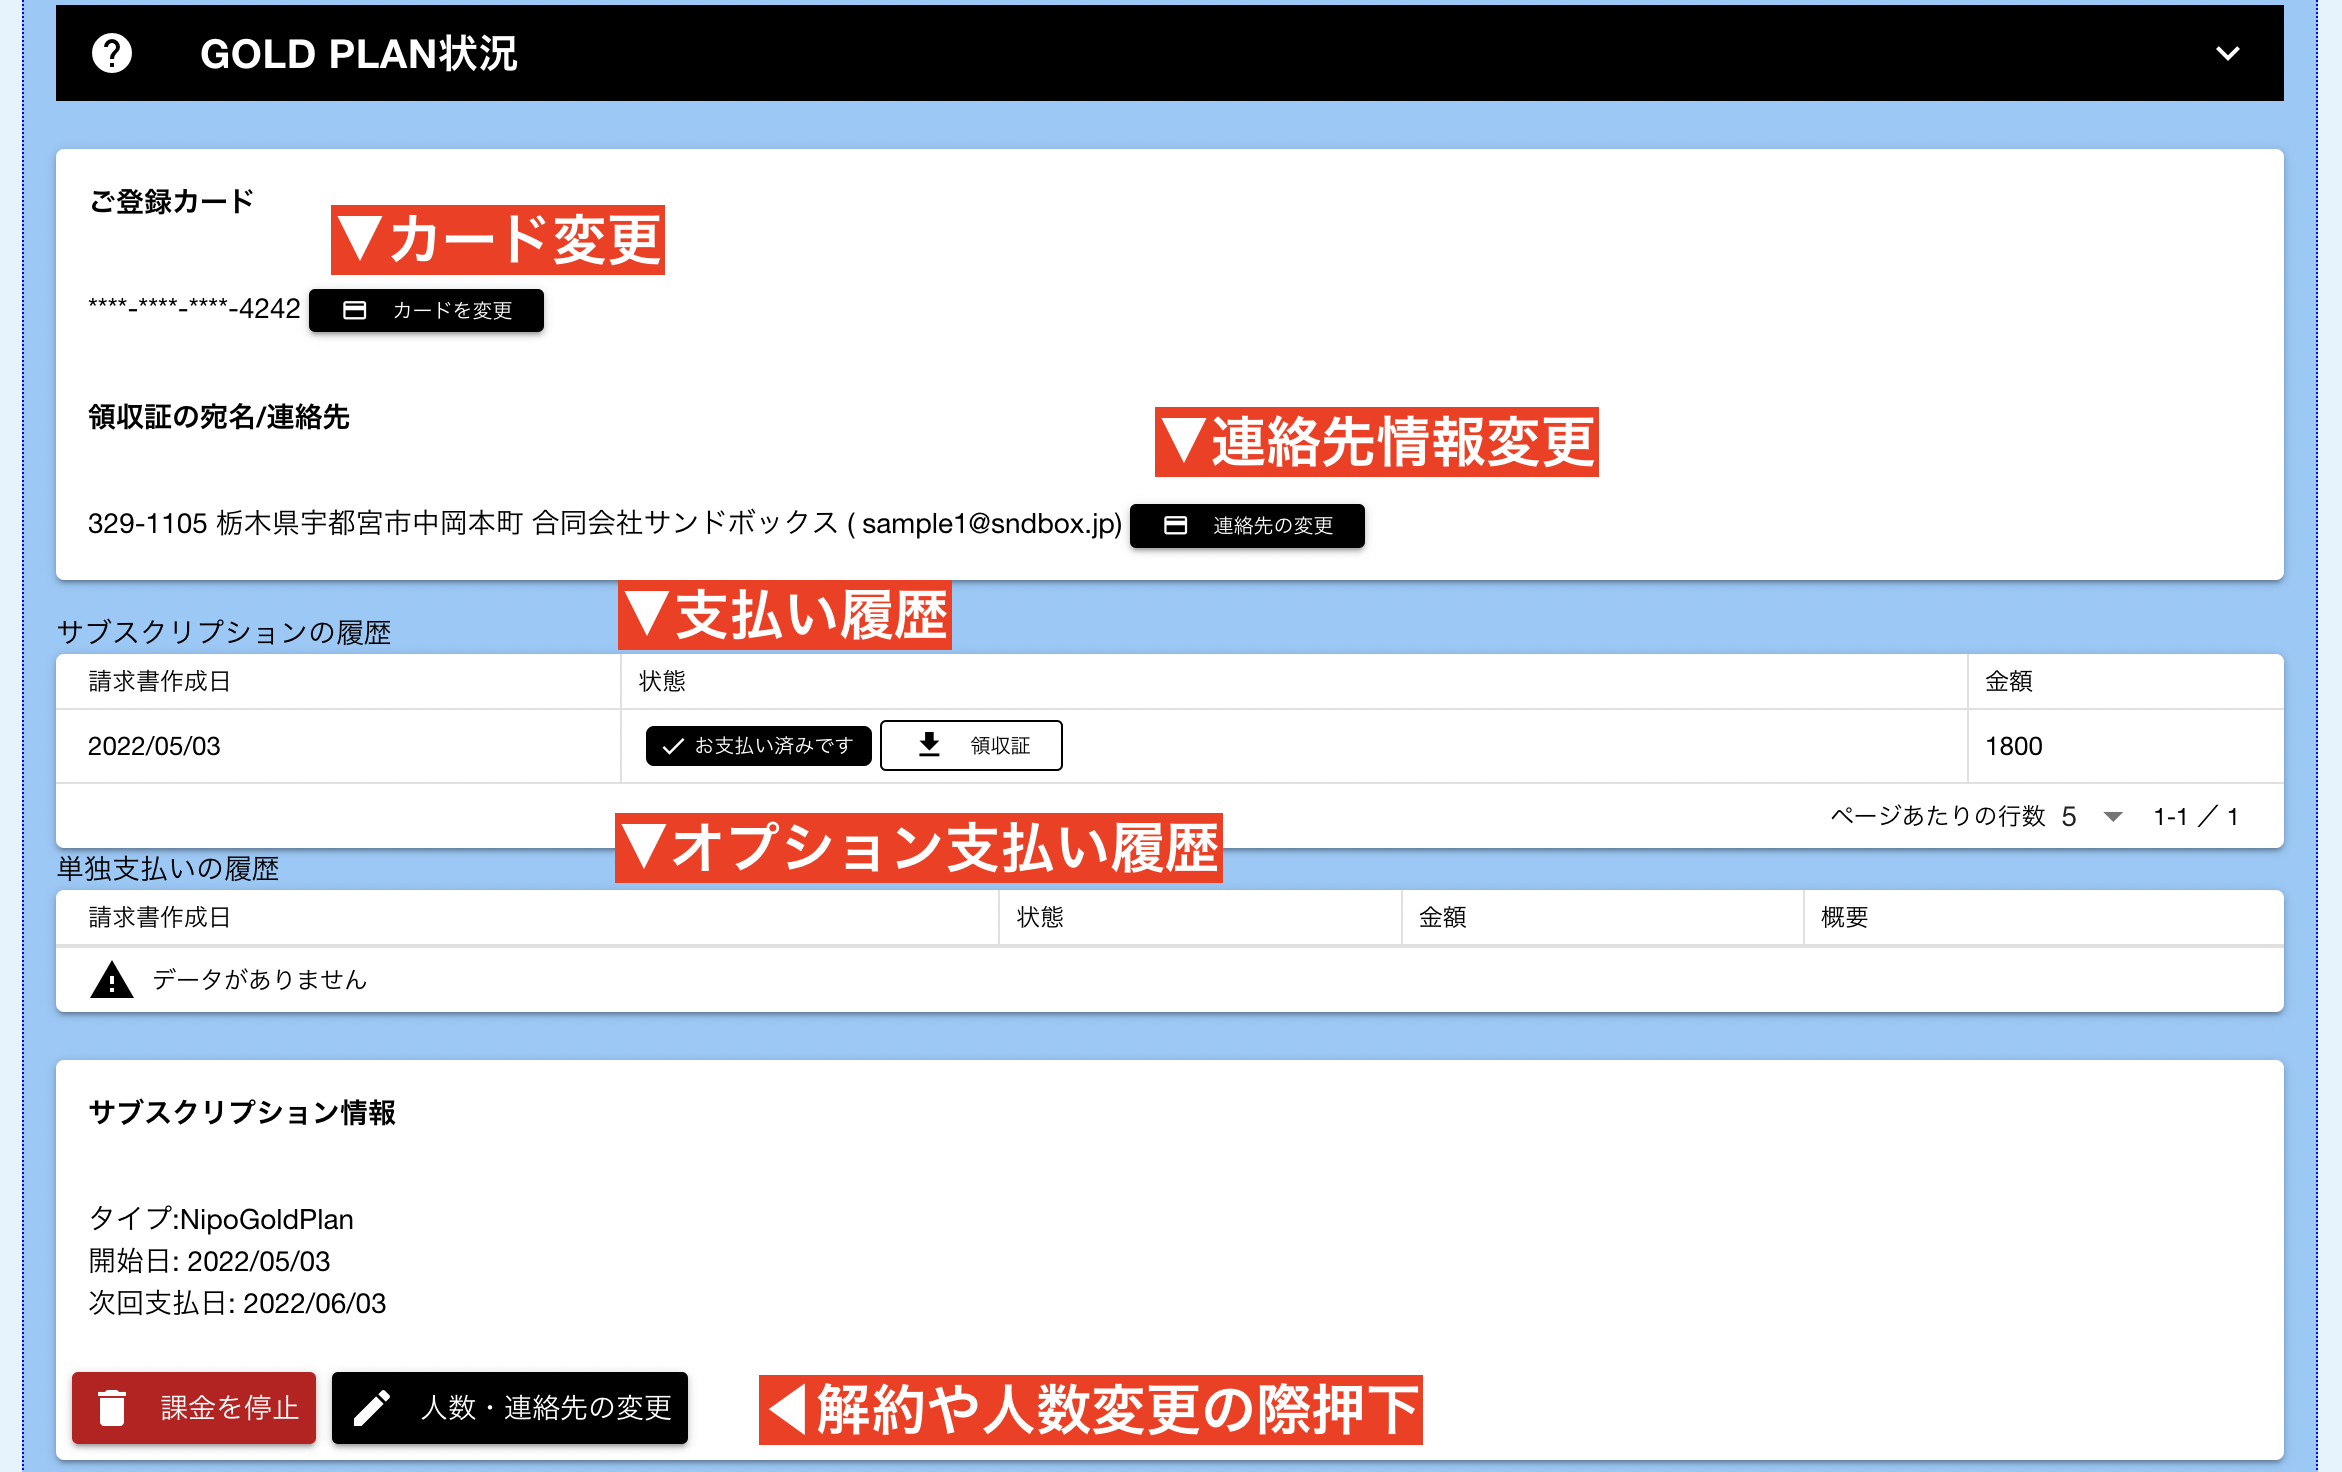 GOLD PLAN状況
ご登録カード
▼カード変更
****-****-****-4242 カードを変更
領収証の宛名/連絡先
▼連絡先情報変更
329-1105 栃木県宇都宮市中岡本町 合同会社サンドボックス ( sample1@sndbox.jp) 連絡先の変更
▼支払い履歴
サブスクリプションの履歴
請求書作成日 状態 金額
2022/05/03 お支払い済みです 領収証 1800
ページあたりの行数 5 1-1 ／ 1
▼オプション支払い履歴
単独支払いの履歴
請求書作成日 状態 金額 概要
データがありません
サブスクリプション情報
タイプ:NipoGoldPlan
開始日: 2022/05/03
次回支払日: 2022/06/03
課金を停止 人数・連絡先の変更 ◀解約や人数変更の際押下